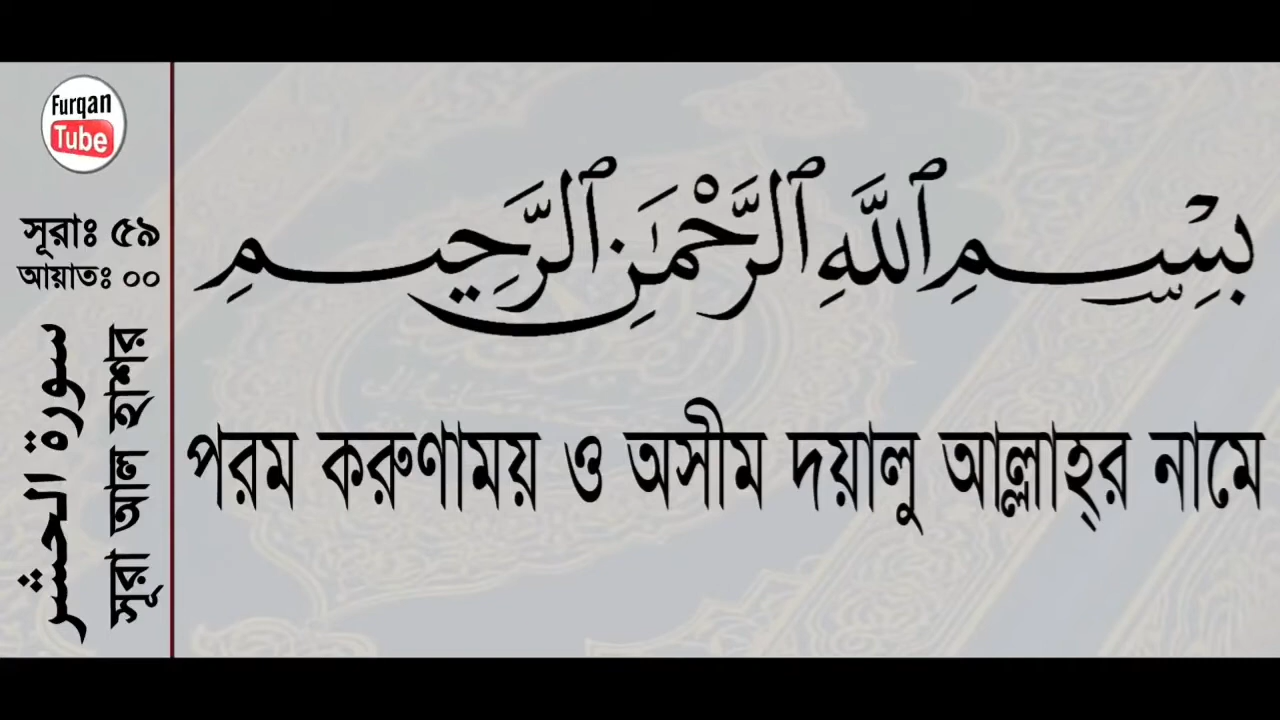 Furqan
Tube
সূরাঃ ৫৯
আয়াতঃ ০০
سورة الحشر
সূরা আল হাশর
بِسْمِ ٱللَّهِ ٱلرَّحْمَٰنِ ٱلرَّحِيمِ
পরম করুণাময় ও অসীম দয়ালু আল্লাহ্‌র নামে